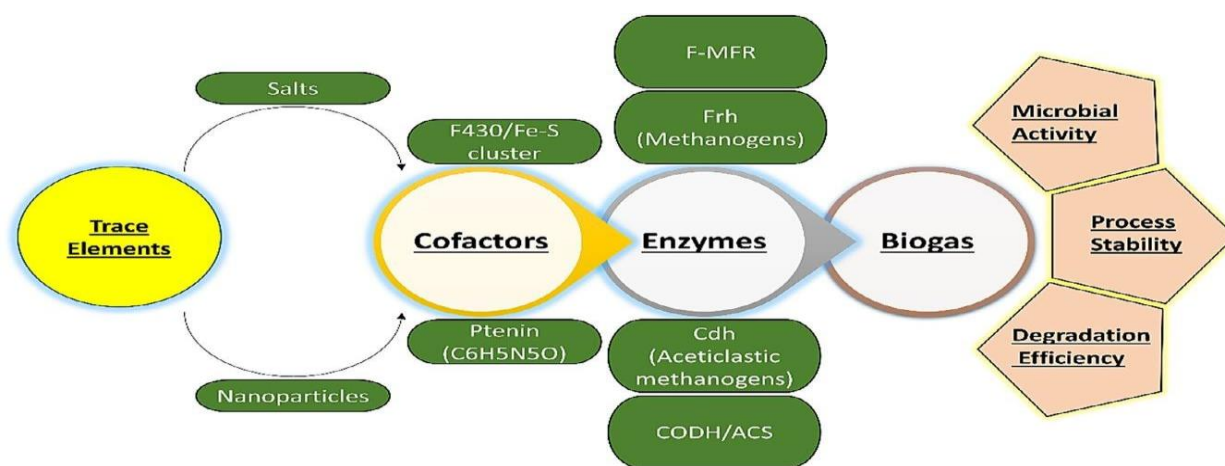 Trace
Elements
Salts
Nanoparticles
F430/Fe-S
cluster
Cofactors
Ptenin
(C6H5N5O)
F-MFR
Frh
(Methanogens)
Enzymes
Cdh
(Aceticlastic
methanogens)
CODH/ACS
Biogas
Microbial
Activity
Process
Stability
Degradation
Efficiency